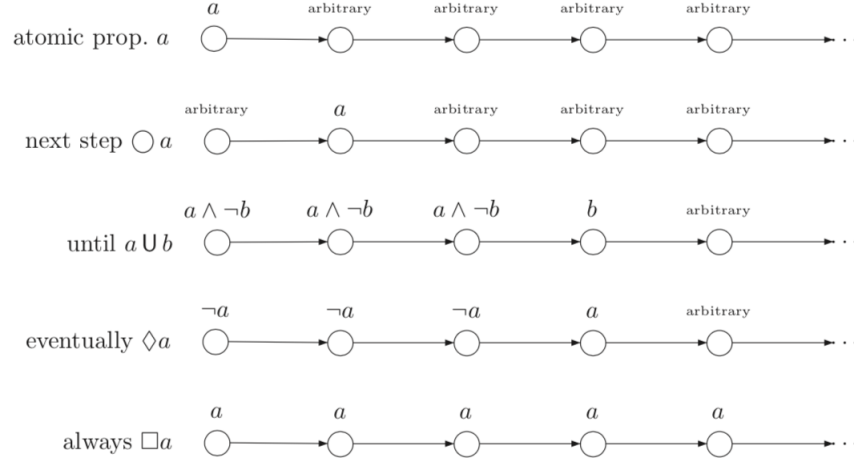 a arbitrary arbitrary arbitrary arbitrary
atomic prop. a
arbitrary a arbitrary arbitrary arbitrary
next step ◯ a
a ∧ ¬b a ∧ ¬b a ∧ ¬b b arbitrary
until a U b
¬a ¬a ¬a a arbitrary
eventually ◊a
a a a a a
always □a